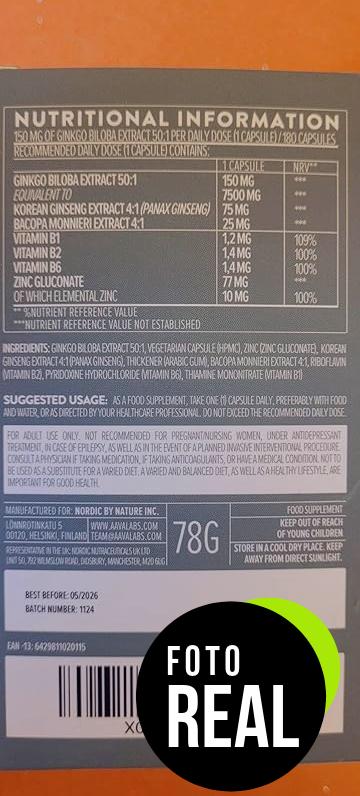 NUTRITIONAL INFORMATION
150 MG OF GINKGO BILOBA EXTRACT 50:1 PER DAILY DOSE (1 CAPSULE) / 180 CAPSULES
RECOMMENDED DAILY DOSE (1 CAPSULE) CONTAINS:
1 CAPSULE NRV**
GINKGO BILOBA EXTRACT 50:1 150 MG ***
EQUIVALENT TO 7500 MG ***
KOREAN GINSENG EXTRACT 4:1 (PANAX GINSENG) 75 MG ***
BACOPA MONNIERI EXTRACT 4:1 25 MG ***
VITAMIN B1 1,2 MG 109%
VITAMIN B2 1,4 MG 100%
VITAMIN B6 1,4 MG 100%
ZINC GLUCONATE 77 MG ***
OF WHICH ELEMENTAL ZINC 10 MG 100%
** %NUTRIENT REFERENCE VALUE
***NUTRIENT REFERENCE VALUE NOT ESTABLISHED
INGREDIENTS: GINKGO BILOBA EXTRACT 50:1, VEGETARIAN CAPSULE (HPMC), ZINC (ZINC GLUCONATE), KOREAN
GINSENG EXTRACT 4:1 (PANAX GINSENG), THICKENER (ARABIC GUM), BACOPA MONNIERI EXTRACT 4:1, RIBOFLAVIN
(VITAMIN B2), PYRIDOXINE HYDROCHLORIDE (VITAMIN B6), THIAMINE MONONITRATE (VITAMIN B1)
SUGGESTED USAGE: AS A FOOD SUPPLEMENT, TAKE ONE (1) CAPSULE DAILY, PREFERABLY WITH FOOD
AND WATER, OR AS DIRECTED BY YOUR HEALTHCARE PROFESSIONAL. DO NOT EXCEED THE RECOMMENDED DAILY DOSE.
FOR ADULT USE ONLY. NOT RECOMMENDED FOR PREGNANT/NURSING WOMEN, UNDER ANTIDEPRESSANT
TREATMENT, IN CASE OF EPILEPSY, AS WELL AS IN THE EVENT OF A PLANNED INVASIVE INTERVENTIONAL PROCEDURE.
CONSULT A PHYSICIAN IF TAKING MEDICATION, IF TAKING ANTICOAGULANTS, OR HAVE A MEDICAL CONDITION. NOT TO
BE USED AS A SUBSTITUTE FOR A VARIED DIET. A VARIED AND BALANCED DIET, AS WELL AS A HEALTHY LIFESTYLE, ARE
IMPORTANT FOR GOOD HEALTH.
MANUFACTURED FOR: NORDIC BY NATURE INC.
LÖNNROTINKATU 5 WWW.AAVALABS.COM
00120, HELSINKI, FINLAND TEAM@AAVALABS.COM
REPRESENTATIVE IN THE UK: NORDIC NUTRACEUTICALS UK LTD
UNIT 50, 792 WILMSLOW ROAD, DIDSBURY, MANCHESTER, M20 6UG
78G
FOOD SUPPLEMENT
KEEP OUT OF REACH
OF YOUNG CHILDREN
STORE IN A COOL DRY PLACE. KEEP
AWAY FROM DIRECT SUNLIGHT.
BEST BEFORE: 05/2026
BATCH NUMBER: 1124
EAN-13: 6429811020115
X0
FOTO
REAL